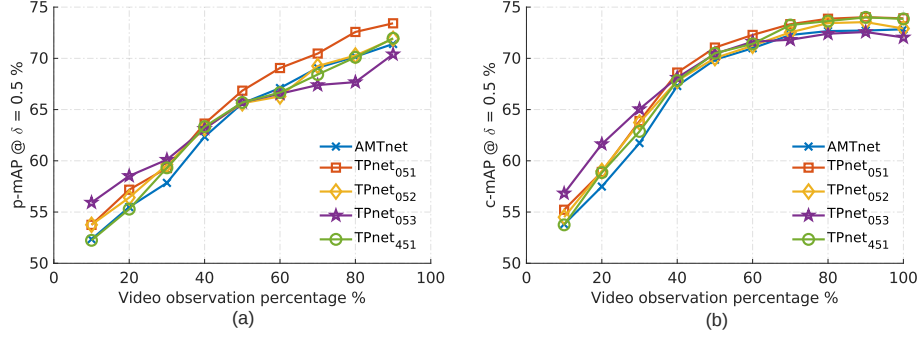 p-mAP @ δ = 0.5 %
75
70
65
60
55
50
0 20 40 60 80 100
Video observation percentage %
AMTnet
TPnet051
TPnet052
TPnet053
TPnet451
(a)
c-mAP @ δ = 0.5 %
75
70
65
60
55
50
0 20 40 60 80 100
Video observation percentage %
AMTnet
TPnet051
TPnet052
TPnet053
TPnet451
(b)